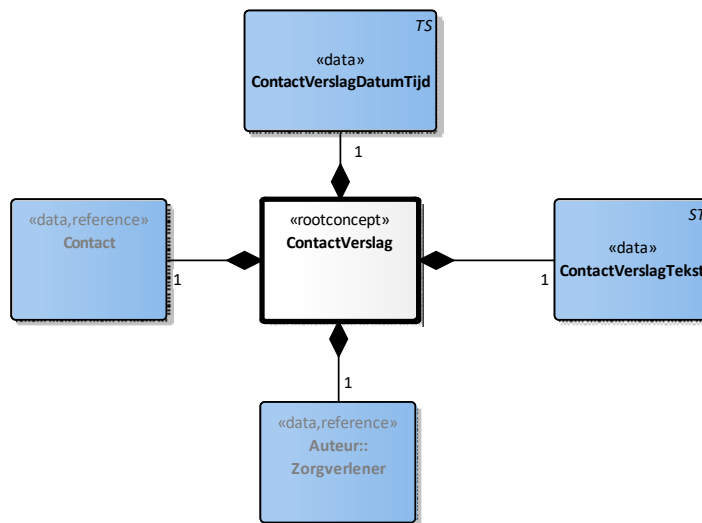 TS
«data»
ContactVerslagDatumTijd
1
«data,reference»
Contact
1
«rootconcept»
ContactVerslag
ST
«data»
ContactVerslagTekst
1
1
«data,reference»
Auteur::
Zorgverlener